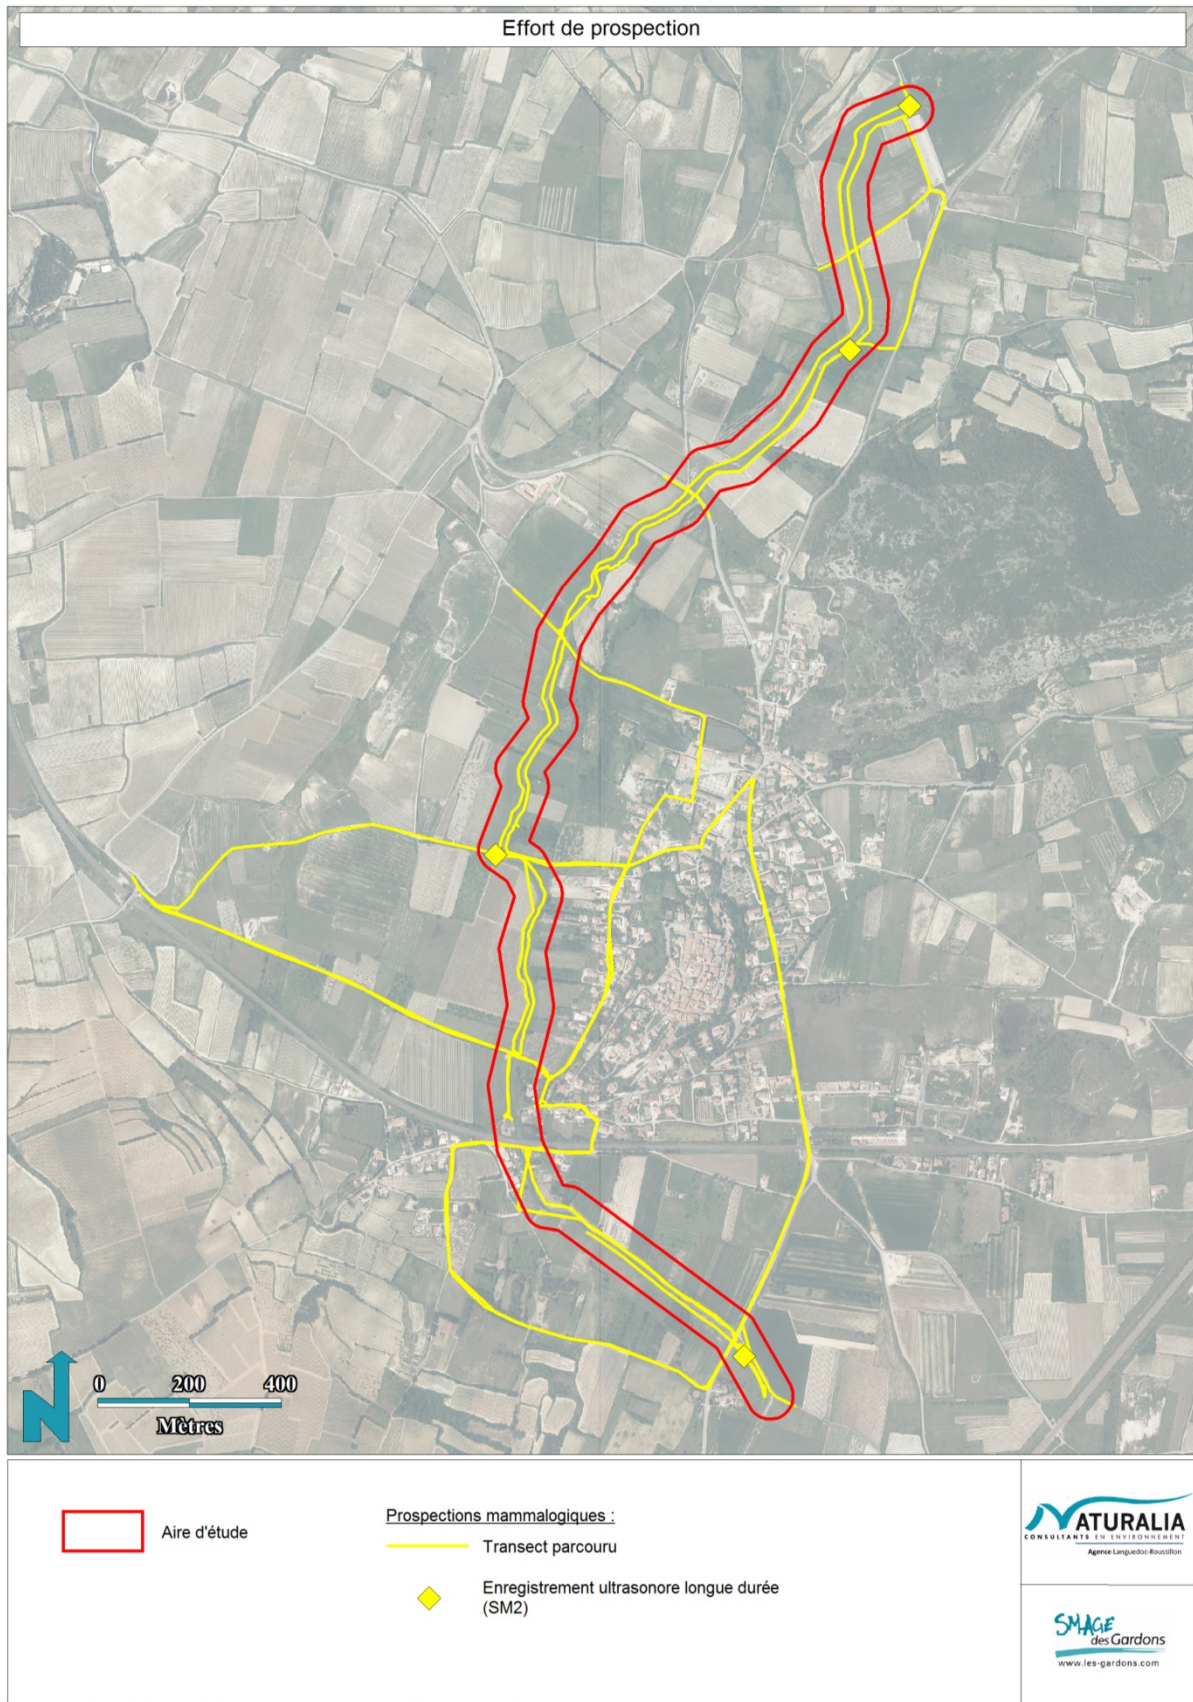 Effort de prospection
0 200 400
Mètres
N
Aire d'étude
Prospections mammalogiques :
Transect parcouru
Enregistrement ultrasonore longue durée
(SM2)
NATURALIA
CONSULTANTS EN ENVIRONNEMENT
Agence Languedoc-Roussillon
SMAGE
des Gardons
www.les-gardons.com